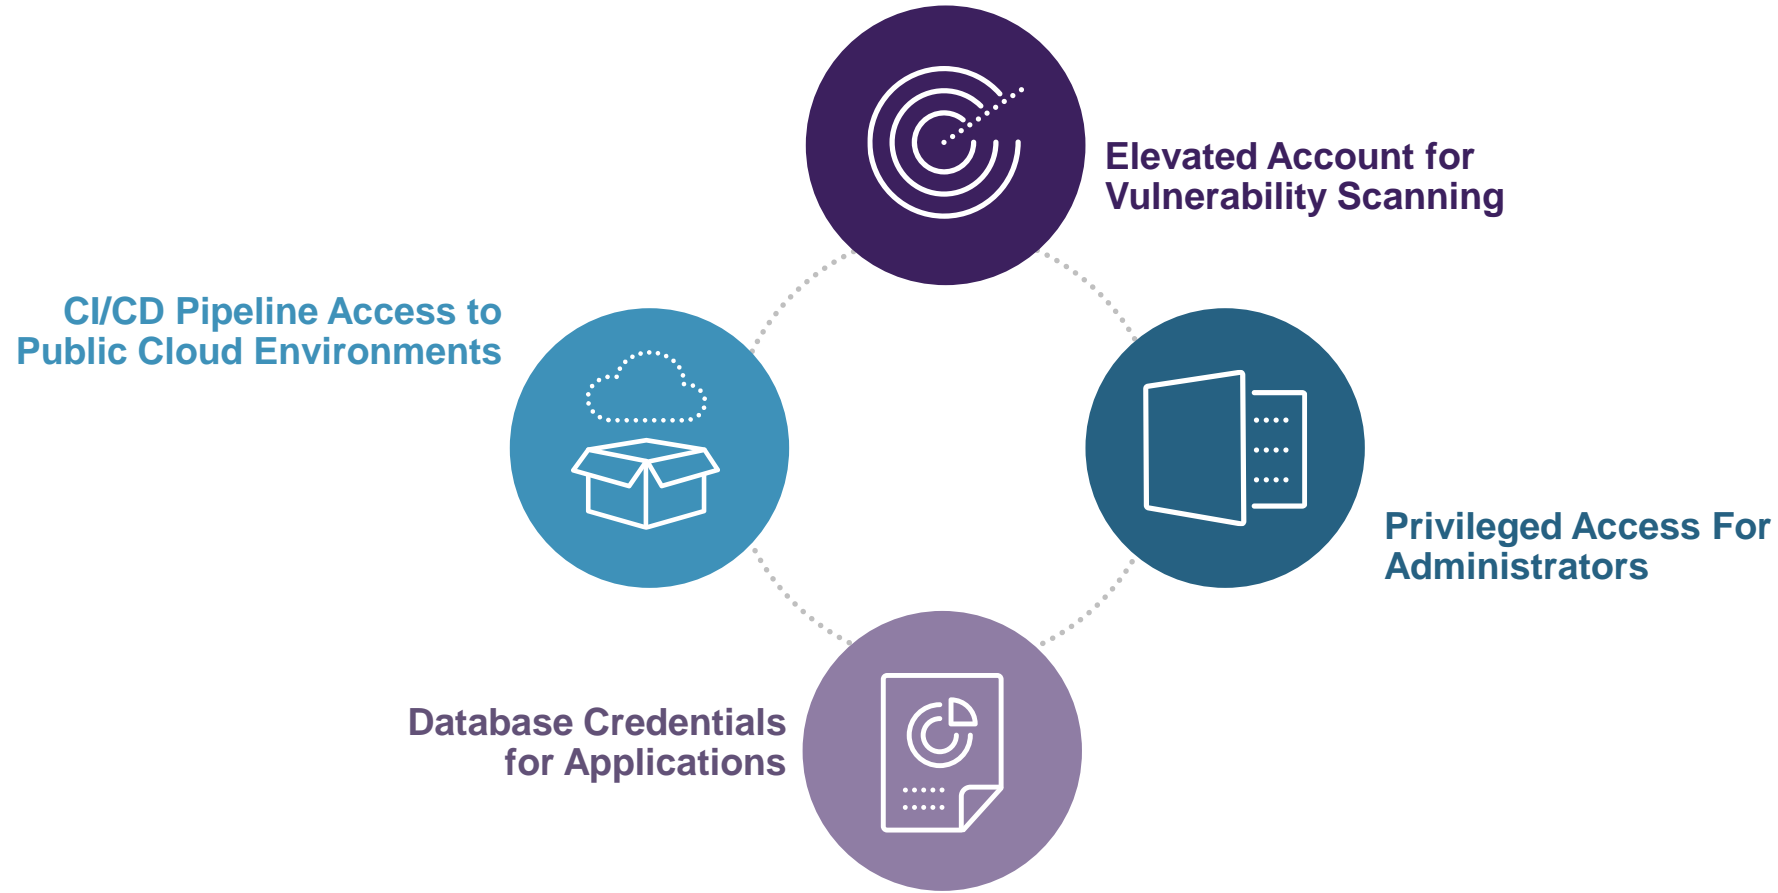 Elevated Account for
Vulnerability Scanning
CI/CD Pipeline Access to
Public Cloud Environments
Privileged Access For
Administrators
Database Credentials
for Applications